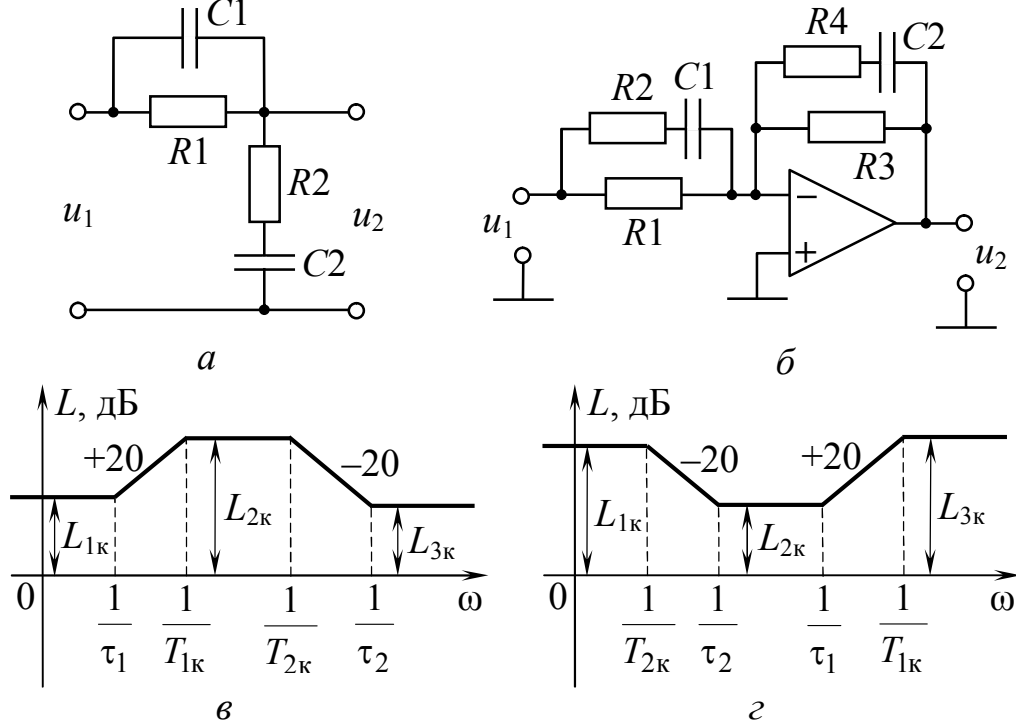 C1
R1
R2
C2
u1
u2
а
R2
C1
R1
R4
C2
R3
−
+
u1
u2
б
L, дБ
+20
−20
L1к
L2к
L3к
0
1/τ1
1/T1к
1/T2к
1/τ2
ω
в
L, дБ
−20
+20
L1к
L2к
L3к
0
1/T2к
1/τ2
1/τ1
1/T1к
ω
г